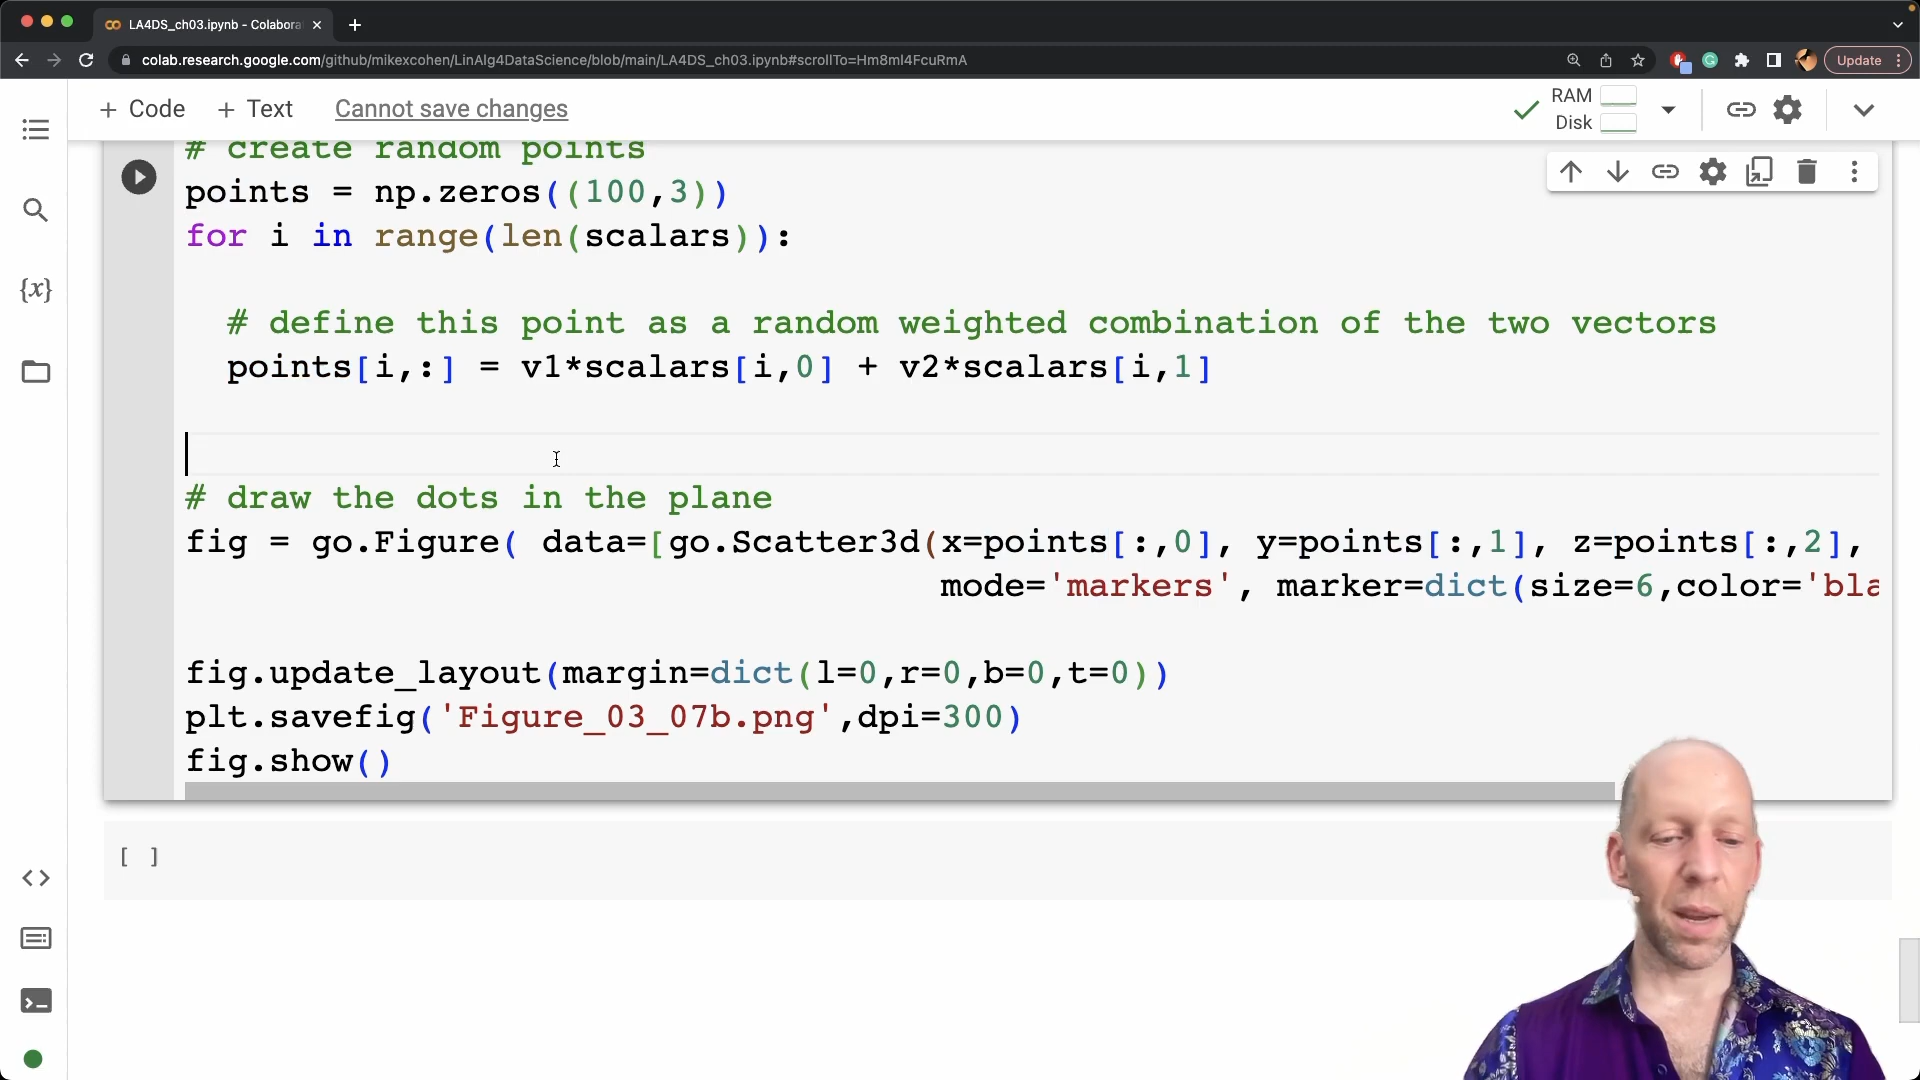 LA4DS_ch03.ipynb - Colabora
colab.research.google.com/github/mikexcohen/LinAlg4DataScience/blob/main/LA4DS_ch03.ipynb#scrollTo=Hm8ml4FcuRmA
Update
+ Code + Text Cannot save changes
RAM
Disk
# create random points
points = np.zeros((100,3))
for i in range(len(scalars)):
{x}
# define this point as a random weighted combination of the two vectors
points[i,:] = v1*scalars[i,0] + v2*scalars[i,1]
# draw the dots in the plane
fig = go.Figure( data=[go.Scatter3d(x=points[:,0], y=points[:,1], z=points[:,2],
mode='markers', marker=dict(size=6,color='bla
fig.update_layout(margin=dict(l=0,r=0,b=0,t=0))
plt.savefig('Figure_03_07b.png',dpi=300)
fig.show()
[ ]